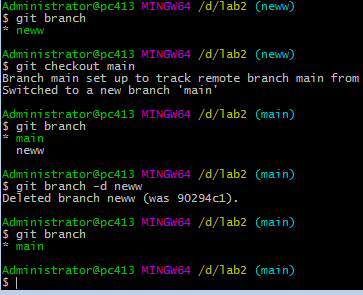 Administrator@pc413 MINGW64 /d/lab2 (neww)
$ git branch
* neww
Administrator@pc413 MINGW64 /d/lab2 (neww)
$ git checkout main
Branch main set up to track remote branch main from
Switched to a new branch 'main'
Administrator@pc413 MINGW64 /d/lab2 (main)
$ git branch
* main
  neww
Administrator@pc413 MINGW64 /d/lab2 (main)
$ git branch -d neww
Deleted branch neww (was 90294c1).
Administrator@pc413 MINGW64 /d/lab2 (main)
$ git branch
* main
Administrator@pc413 MINGW64 /d/lab2 (main)
$